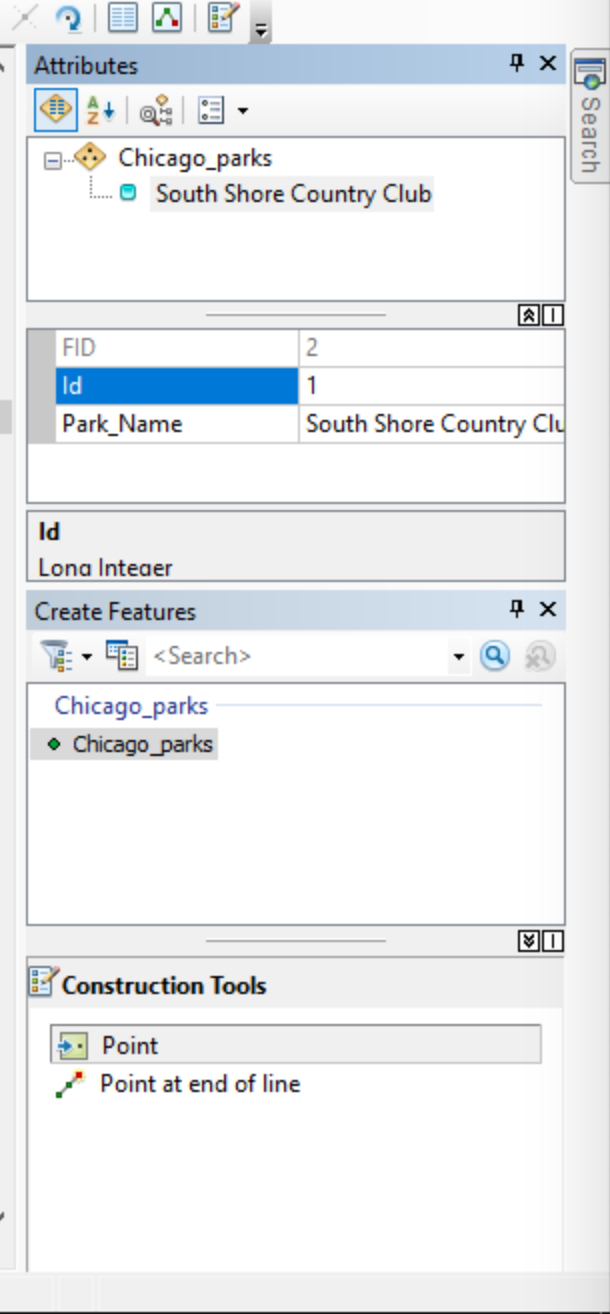 Attributes
Search
Chicago_parks
South Shore Country Club
FID 2
Id 1
Park_Name South Shore Country Clu
Id
Long Integer
Create Features
<Search>
Chicago_parks
Chicago_parks
Construction Tools
Point
Point at end of line